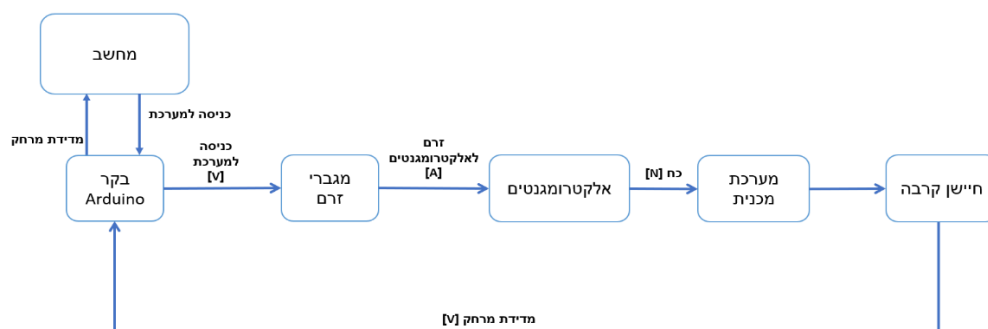 מחשב
כניסה למערכת
מדידת מרחק
בקר
Arduino
כניסה
למערכת
[V]
מגברי
זרם
זרם
לאלקטרומגנטים
[A]
אלקטרומגנטים
כח [N]
מערכת
מכנית
חיישן קרבה
מדידת מרחק [V]